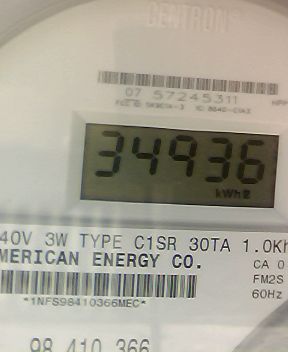 CENTRON
07 57245311
34936
kWh
40V 3W TYPE C1SR 30TA 1.0Kh
MERICAN ENERGY CO.
CA 0
FM2S
*1NFS98410366MEC*
60Hz
98 410 366